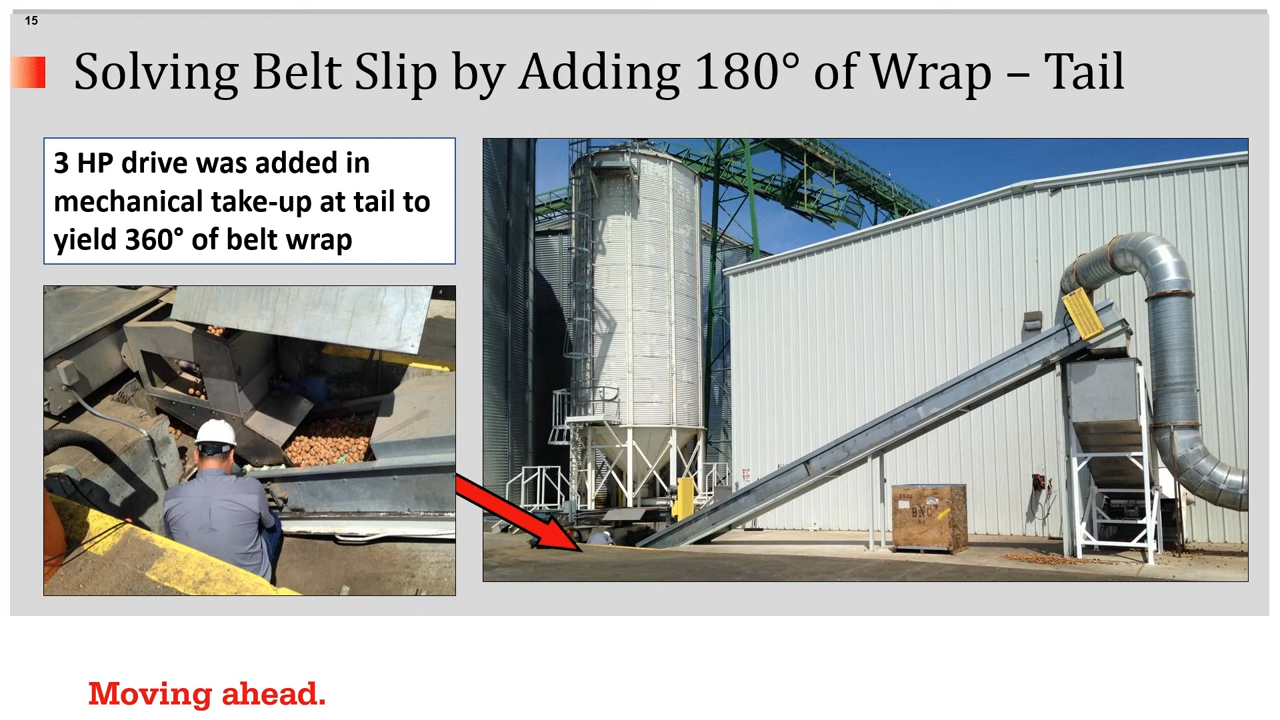 15
Solving Belt Slip by Adding 180° of Wrap – Tail
3 HP drive was added in
mechanical take-up at tail to
yield 360° of belt wrap
Moving ahead.